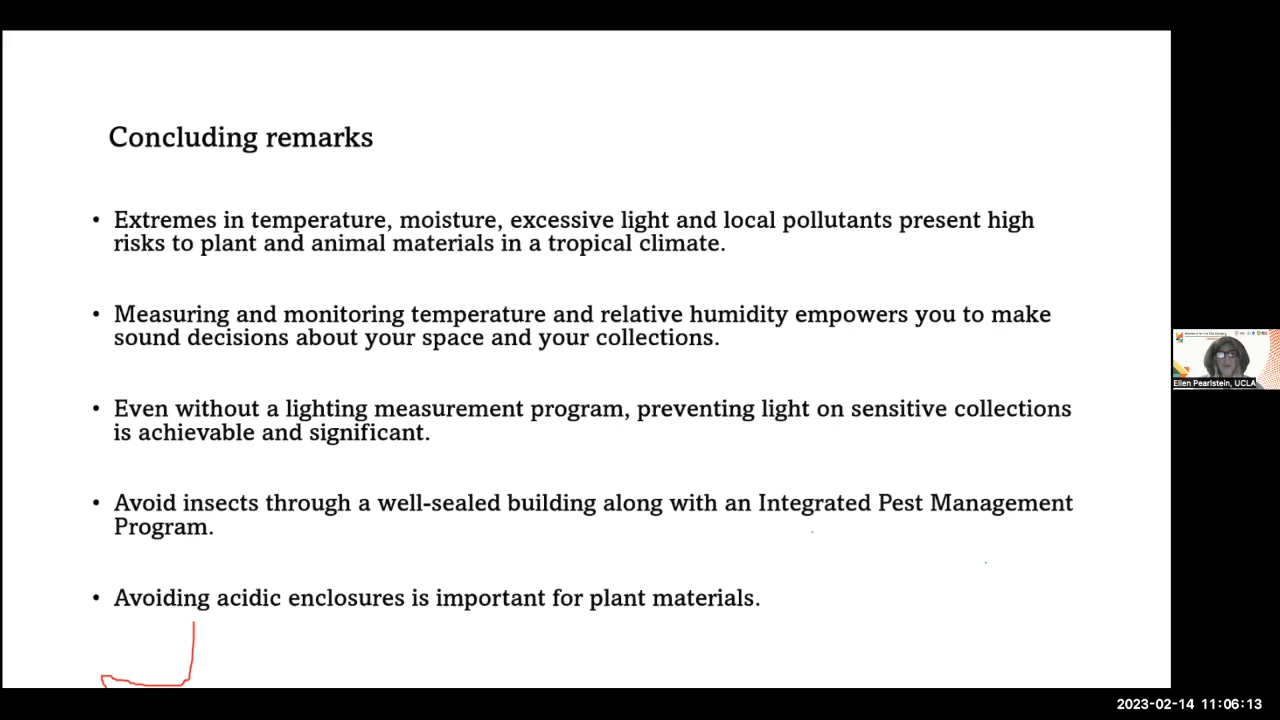 Concluding remarks
• Extremes in temperature, moisture, excessive light and local pollutants present high
risks to plant and animal materials in a tropical climate.
• Measuring and monitoring temperature and relative humidity empowers you to make
sound decisions about your space and your collections.
• Even without a lighting measurement program, preventing light on sensitive collections
is achievable and significant.
• Avoid insects through a well-sealed building along with an Integrated Pest Management
Program.
• Avoiding acidic enclosures is important for plant materials.
Ellen Pearlstein, UCLA
2023-02-14 11:06:13